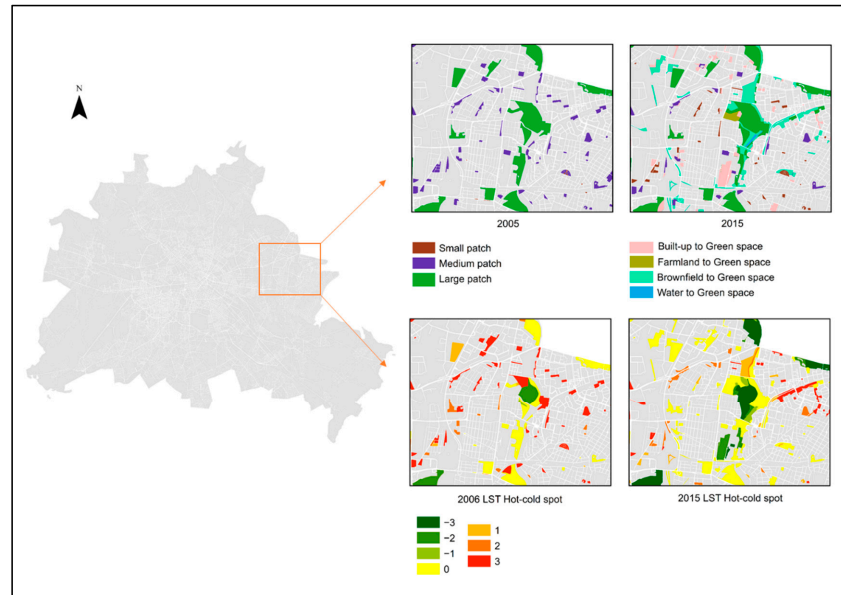 N
2005
2015
Small patch
Medium patch
Large patch
Built-up to Green space
Farmland to Green space
Brownfield to Green space
Water to Green space
2006 LST Hot-cold spot
2015 LST Hot-cold spot
−3
−2
−1
0
1
2
3